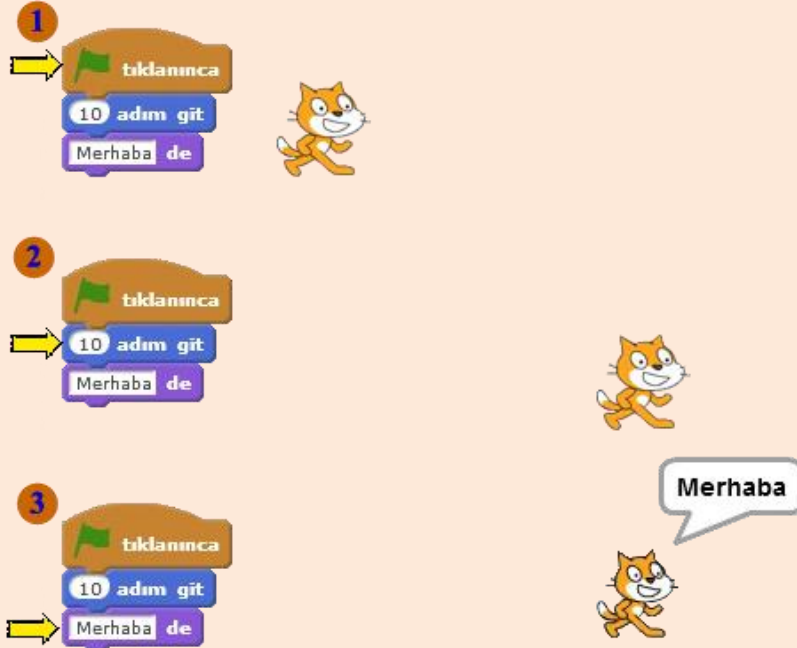 1
tıklanınca
10 adım git
Merhaba de
2
tıklanınca
10 adım git
Merhaba de
3
Merhaba
tıklanınca
10 adım git
Merhaba de